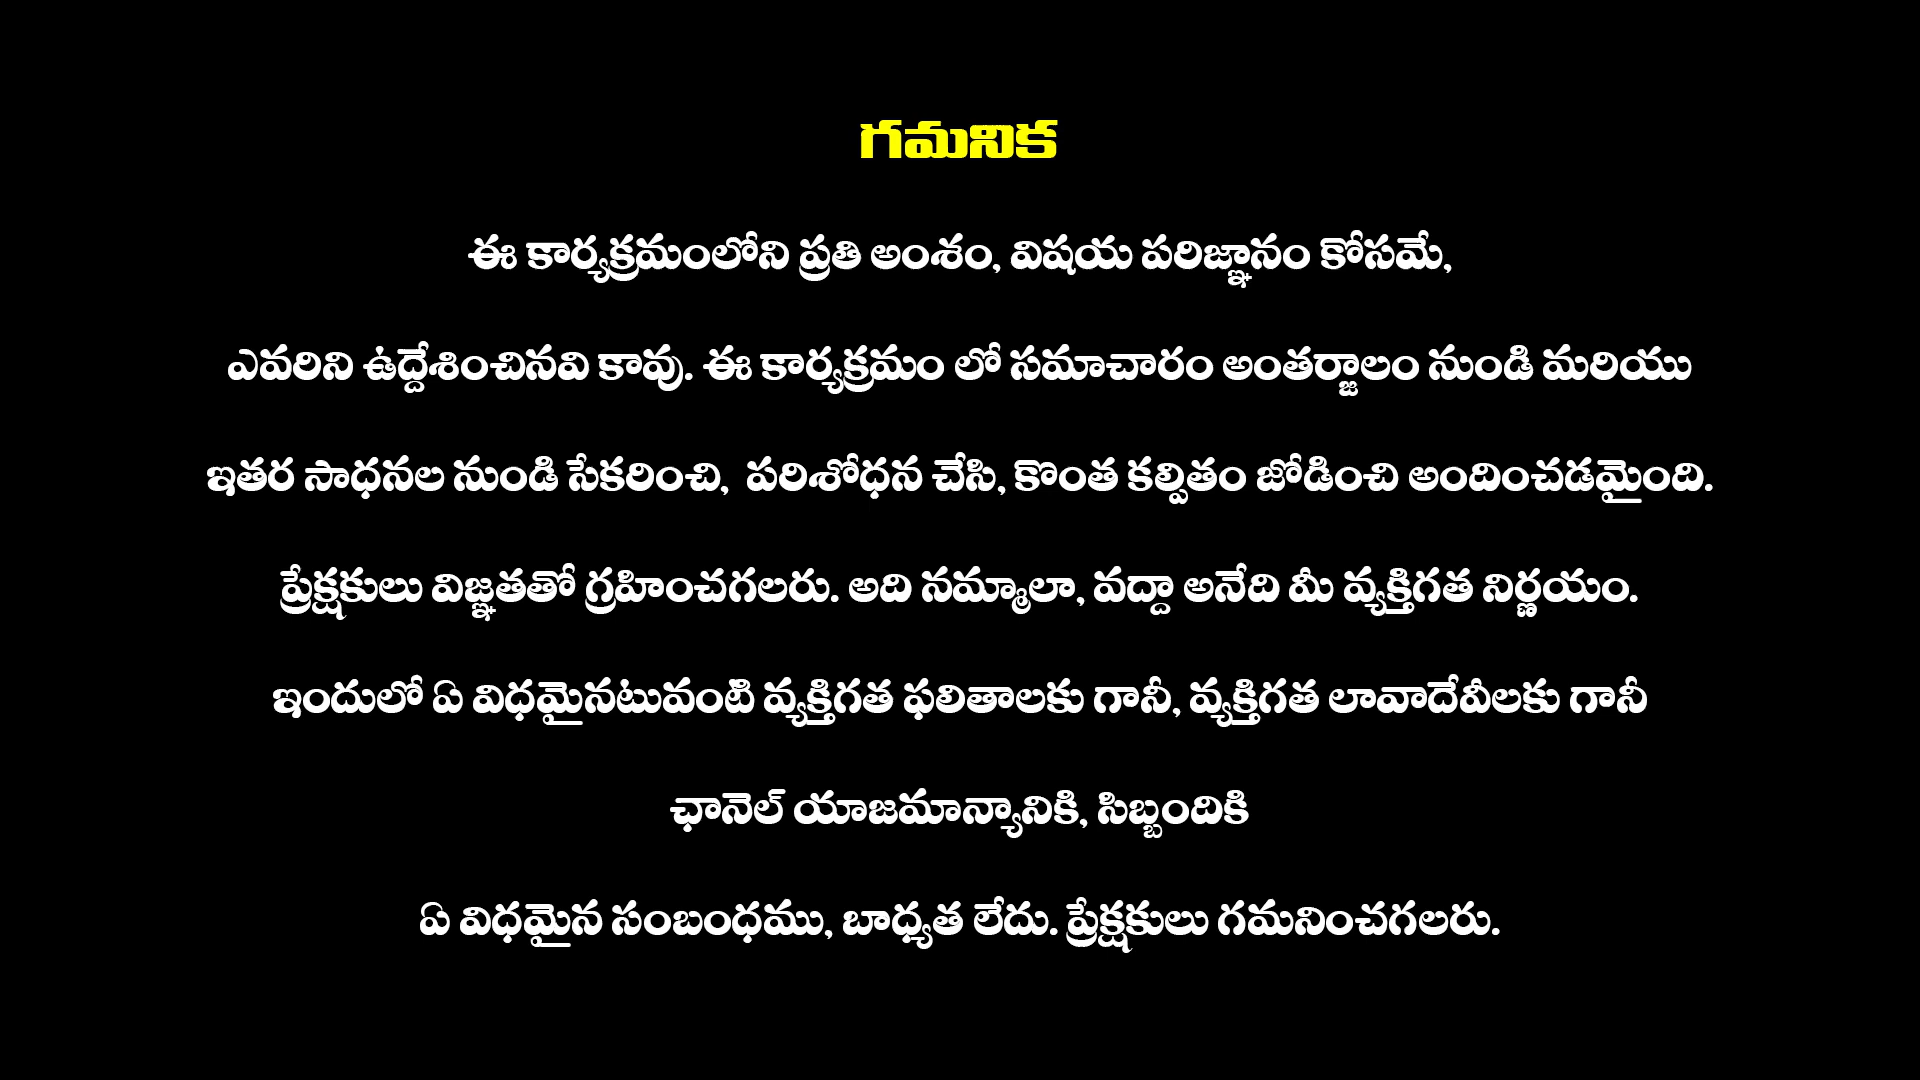 గమనిక
ఈ కార్యక్రమంలోని ప్రతి అంశం, విషయ పరిజ్ఞానం కోసమే,
ఎవరిని ఉద్దేశించినవి కావు. ఈ కార్యక్రమం లో సమాచారం అంతర్జాలం నుండి మరియు
ఇతర సాధనల నుండి సేకరించి,  పరిశోధన చేసి, కొంత కల్పితం జోడించి అందించడమైంది.
ప్రేక్షకులు విజ్ఞతతో గ్రహించగలరు. అది నమ్మాలా, వద్దా అనేది మీ వ్యక్తిగత నిర్ణయం.
ఇందులో ఏ విధమైనటువంటి వ్యక్తిగత ఫలితాలకు గానీ, వ్యక్తిగత లావాదేవీలకు గానీ
ఛానెల్ యాజమాన్యానికి, సిబ్బందికి
ఏ విధమైన సంబంధము, బాధ్యత లేదు. ప్రేక్షకులు గమనించగలరు.